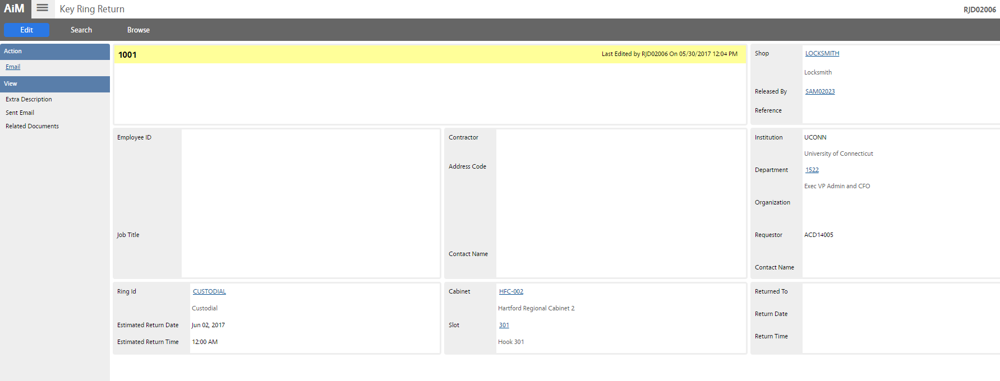 AiM Key Ring Return RJD02006
Edit Search Browse
Action
Email
View
Extra Description
Sent Email
Related Documents
1001 Last Edited by RJD02006 On 05/30/2017 12:04 PM
Shop LOCKSMITH
Locksmith
Released By SAM02023
Reference
Employee ID
Job Title
Contractor
Address Code
Contact Name
Institution UCONN
University of Connecticut
Department 1522
Exec VP Admin and CFO
Organization
Requestor ACD14005
Contact Name
Ring Id CUSTODIAL
Custodial
Estimated Return Date Jun 02, 2017
Estimated Return Time 12:00 AM
Cabinet HFC-002
Hartford Regional Cabinet 2
Slot 301
Hook 301
Returned To
Return Date
Return Time